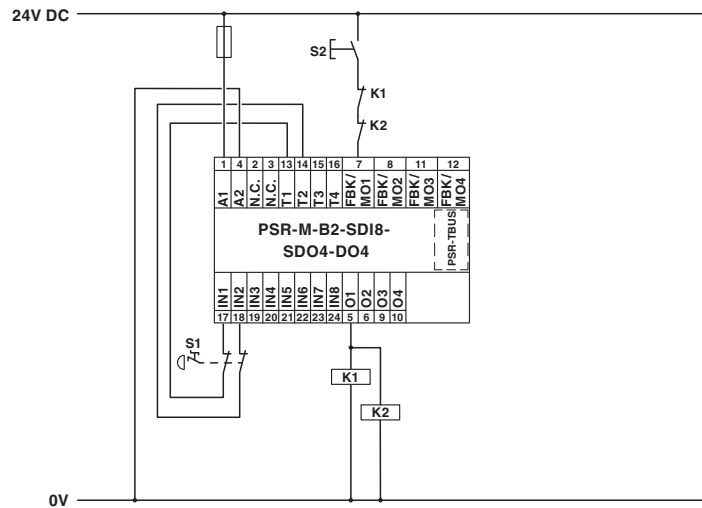 24V DC
S2
K1
K2
1 4 2 3 13 14 15 16 7 8 11 12
A1 A2 N.C. N.C. T1 T2 T3 T4 FBK/MO1 FBK/MO2 FBK/MO3 FBK/MO4
PSR-M-B2-SDI8-
SDO4-DO4
PSR-TBUS
IN1 IN2 IN3 IN4 IN5 IN6 IN7 IN8 O1 O2 O3 O4
17 18 19 20 21 22 23 24 5 6 9 10
S1
K1
K2
0V